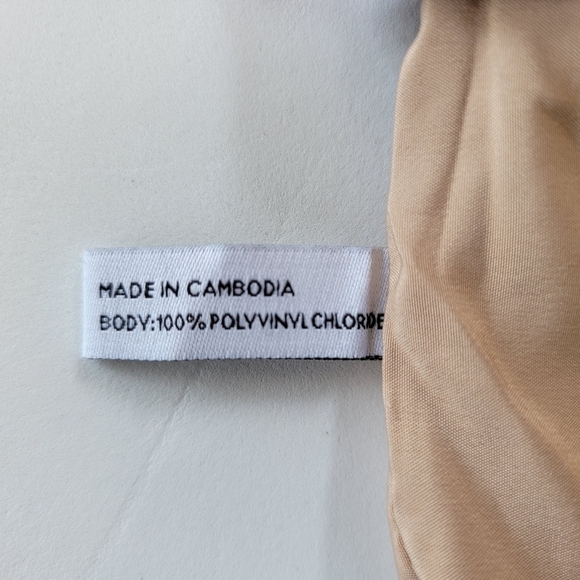 MADE IN CAMBODIA
BODY:100% POLYVINYL CHLORIDE